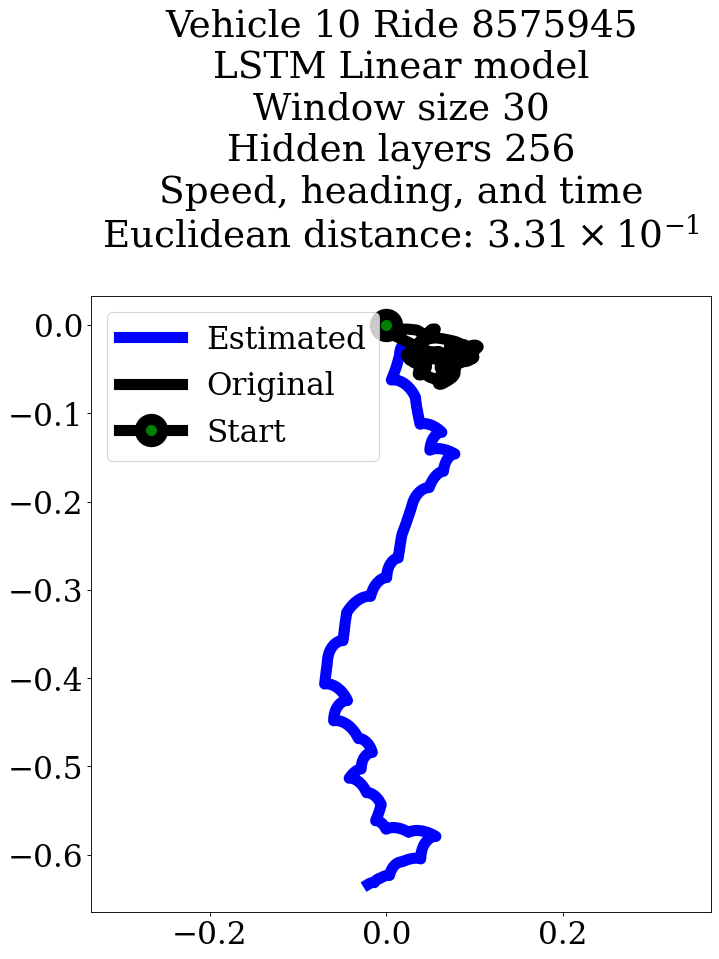 Vehicle 10 Ride 8575945
LSTM Linear model
Window size 30
Hidden layers 256
Speed, heading, and time
Euclidean distance: 3.31 × 10⁻¹
Estimated
Original
Start
0.0
−0.1
−0.2
−0.3
−0.4
−0.5
−0.6
−0.2 0.0 0.2